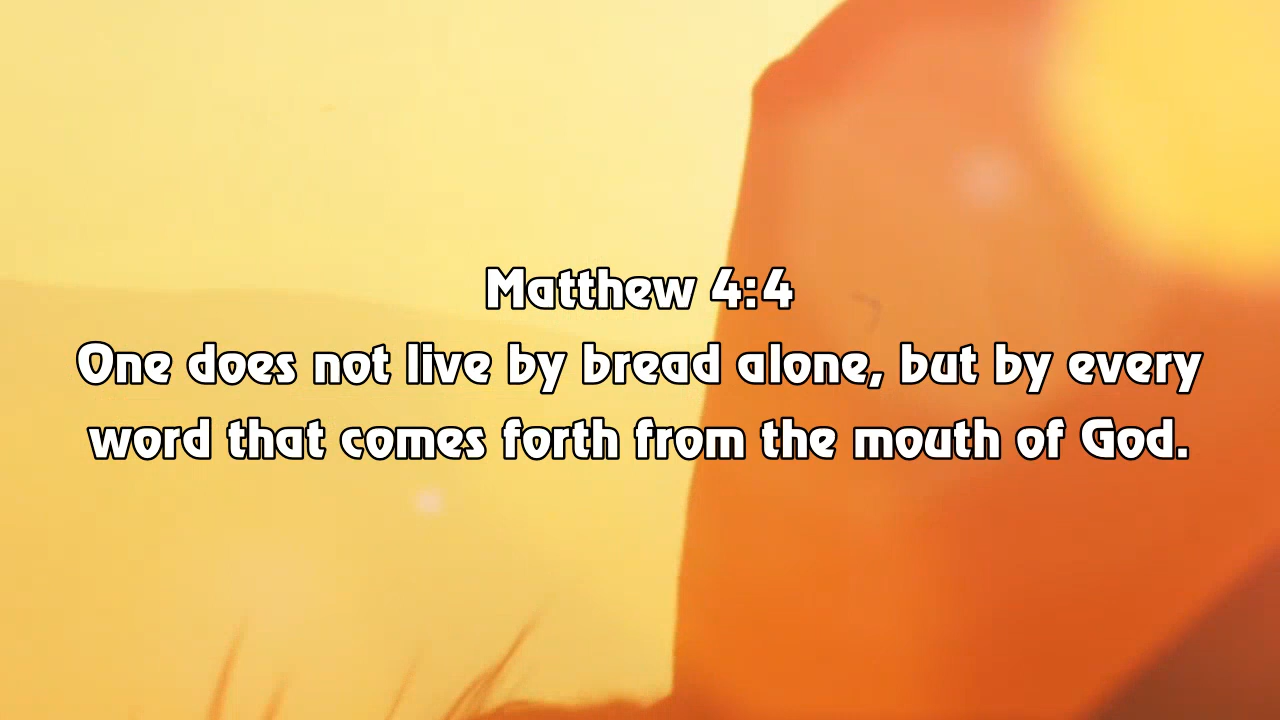 Matthew 4:4
One does not live by bread alone, but by every
word that comes forth from the mouth of God.